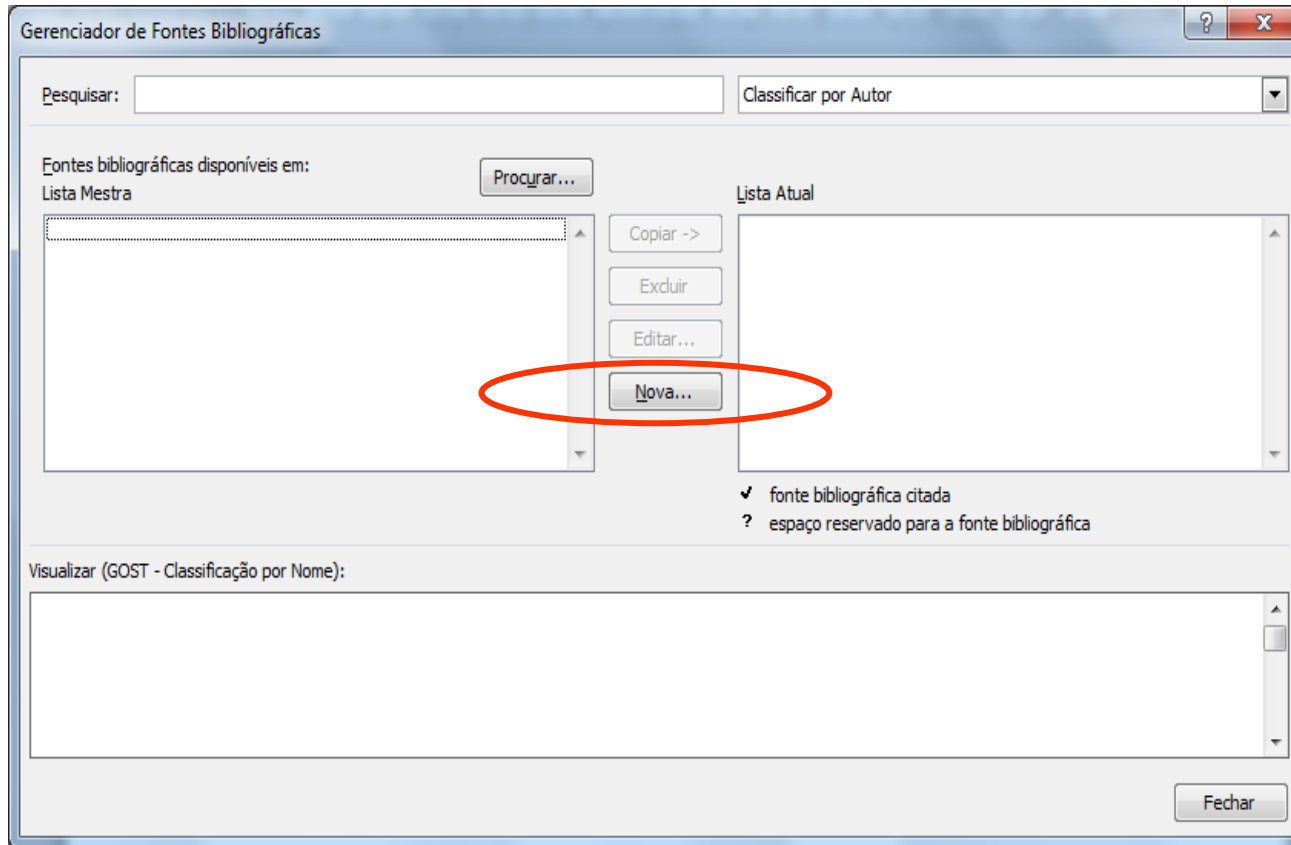 Gerenciador de Fontes Bibliográficas
? X
Pesquisar:
Classificar por Autor
Fontes bibliográficas disponíveis em:
Lista Mestra
Procurar...
Lista Atual
Copiar ->
Excluir
Editar...
Nova...
✔ fonte bibliográfica citada
? espaço reservado para a fonte bibliográfica
Visualizar (GOST - Classificação por Nome):
Fechar